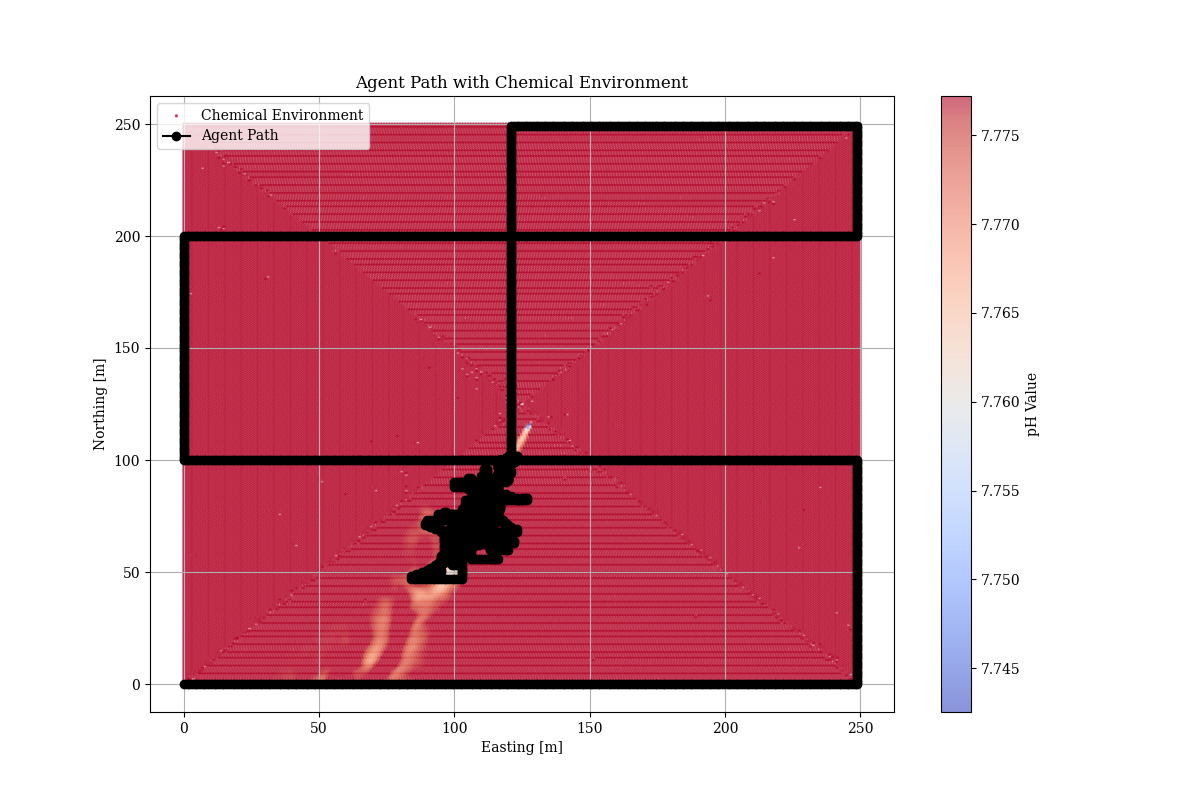 Agent Path with Chemical Environment
Chemical Environment
Agent Path
250
200
150
100
50
0
Northing [m]
0 50 100 150 200 250
Easting [m]
7.775
7.770
7.765
7.760
7.755
7.750
7.745
pH Value